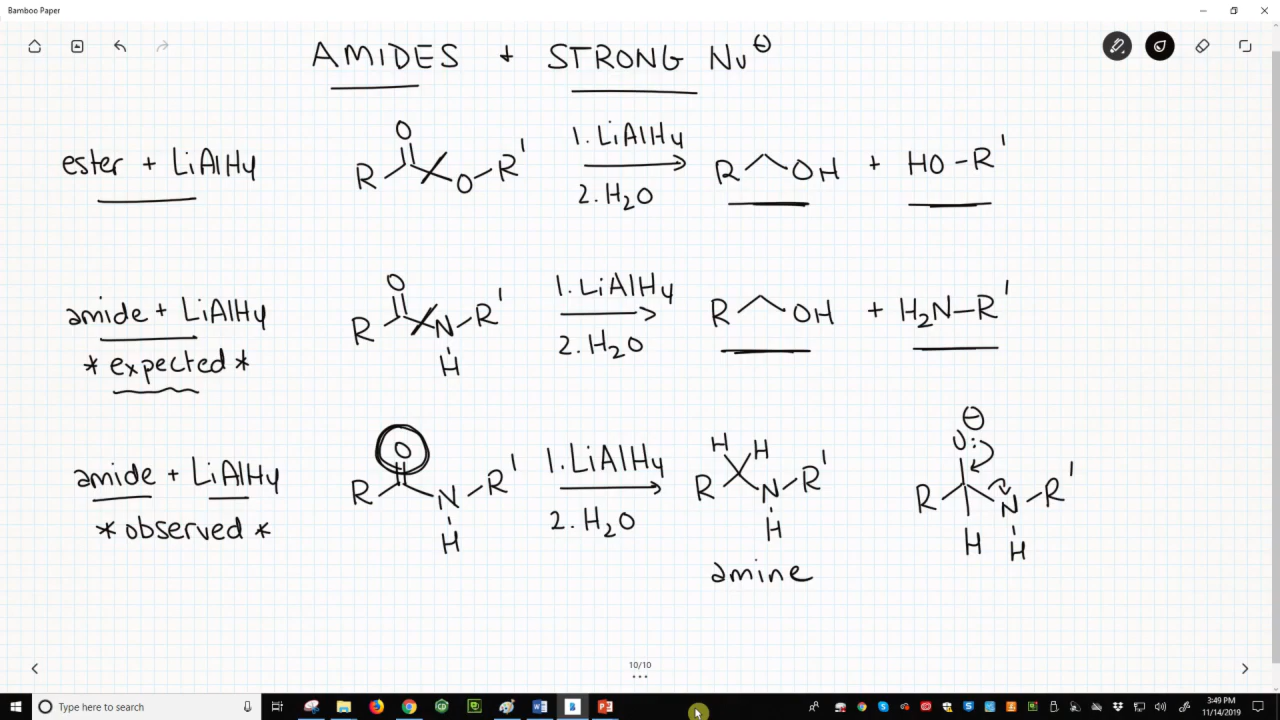 Bamboo Paper
AMIDES + STRONG Nu⊖
ester + LiAlH4
O
R O-R'
1. LiAlH4
2. H2O
R OH + HO-R'
amide + LiAlH4
* expected *
O
R N-R'
H
1. LiAlH4
2. H2O
R OH + H2N-R'
amide + LiAlH4
* observed *
O
R N-R'
H
1. LiAlH4
2. H2O
H H
R N-R'
H
amine
⊖
O:
R N-R'
H H
10/10
Type here to search
3:49 PM
11/14/2019